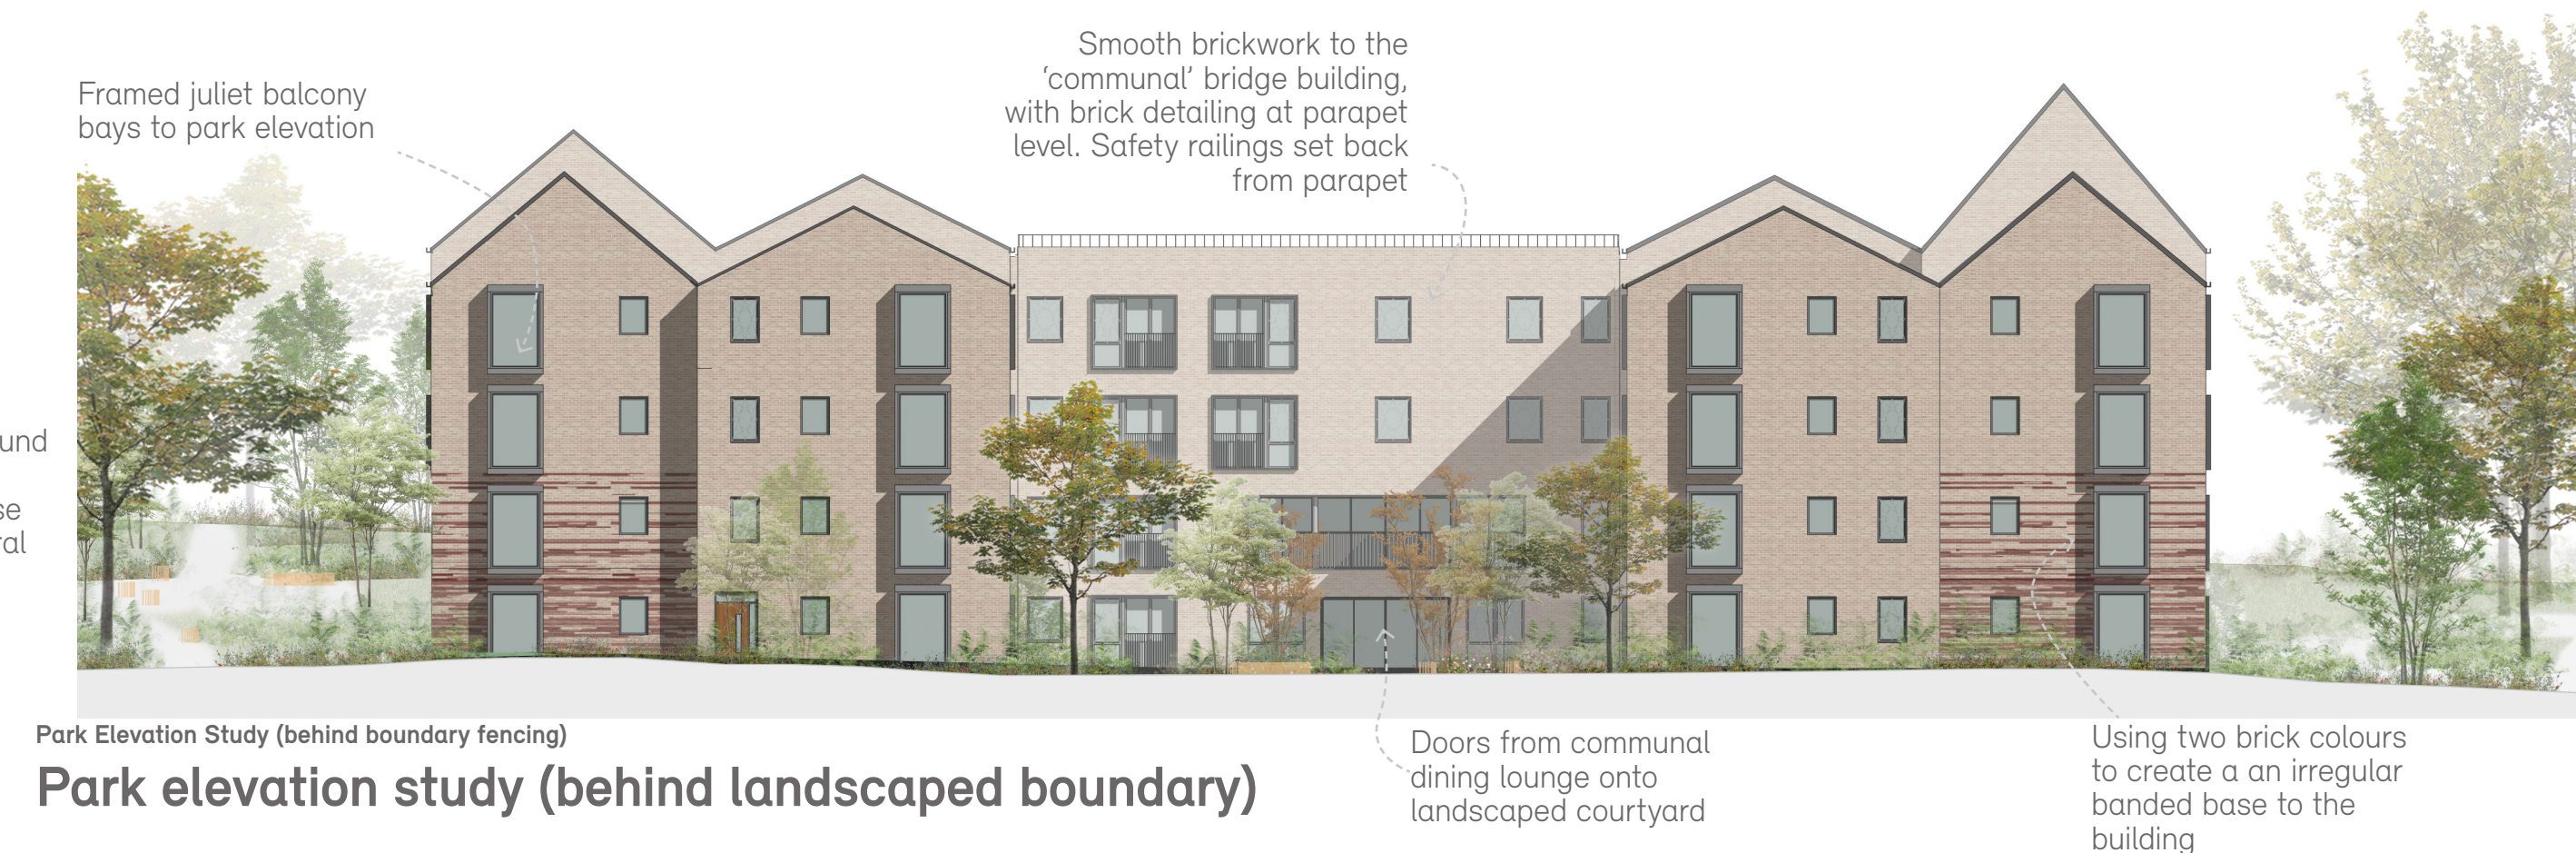 Smooth brickwork to the
‘communal’ bridge building,
with brick detailing at parapet
level. Safety railings set back
from parapet
Framed juliet balcony
bays to park elevation
und
se
ral
Park Elevation Study (behind boundary fencing)
Park elevation study (behind landscaped boundary)
Doors from communal
dining lounge onto
landscaped courtyard
Using two brick colours
to create a an irregular
banded base to the
building